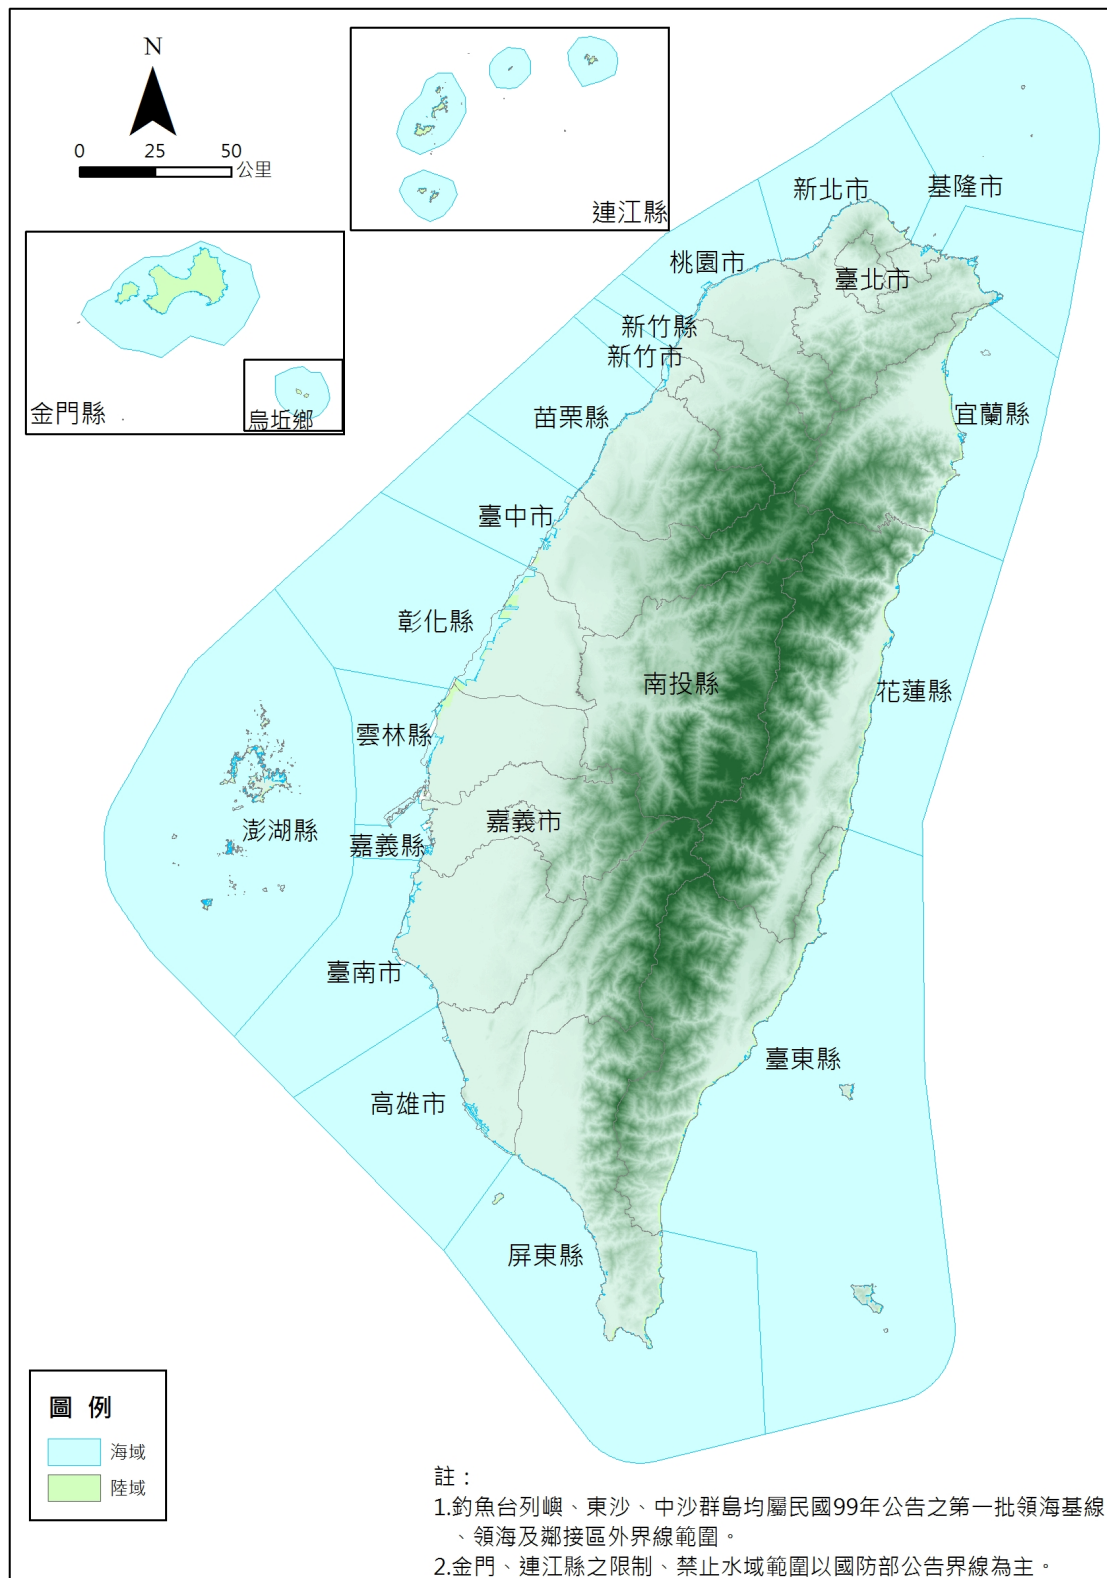 N
0 25 50
公里
連江縣
金門縣
烏坵鄉
新北市
基隆市
桃園市
臺北市
新竹縣
新竹市
苗栗縣
宜蘭縣
臺中市
彰化縣
南投縣
花蓮縣
雲林縣
澎湖縣
嘉義市
嘉義縣
臺南市
臺東縣
高雄市
屏東縣
圖 例
海域
陸域
註：
1.釣魚台列嶼、東沙、中沙群島均屬民國99年公告之第一批領海基線
、領海及鄰接區外界線範圍。
2.金門、連江縣之限制、禁止水域範圍以國防部公告界線為主。